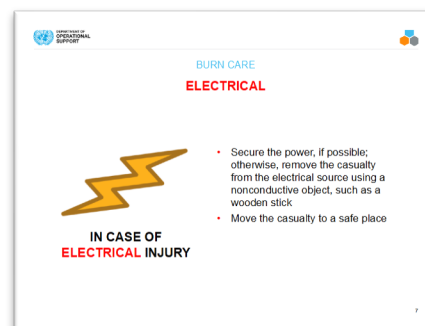 DEPARTMENT OF
OPERATIONAL
SUPPORT
BURN CARE
ELECTRICAL
• Secure the power, if possible;
otherwise, remove the casualty
from the electrical source using a
nonconductive object, such as a
wooden stick
• Move the casualty to a safe place
IN CASE OF
ELECTRICAL INJURY
7